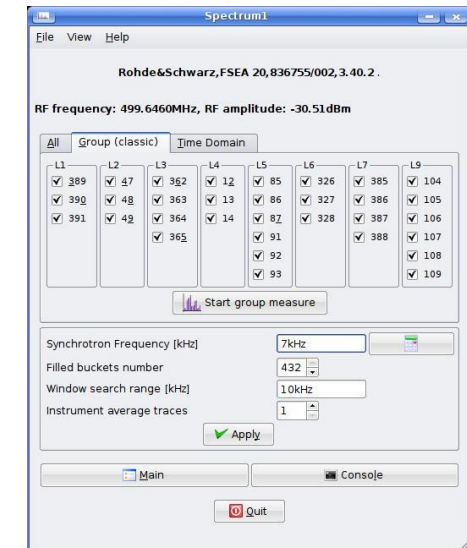 Spectrum1
File View Help
Rohde&Schwarz,FSEA 20,836755/002,3.40.2.
RF frequency: 499.6460MHz, RF amplitude: -30.51dBm
All Group (classic) Time Domain
L1 L2 L3 L4 L5 L6 L7 L9
389 47 362 12 85 326 385 104
390 48 363 13 86 327 386 105
391 49 364 14 87 328 387 106
365 91 388 107
92 108
93 109
Start group measure
Synchrotron Frequency [kHz] 7kHz
Filled buckets number 432
Window search range [kHz] 10kHz
Instrument average traces 1
Apply
Main Console
Quit